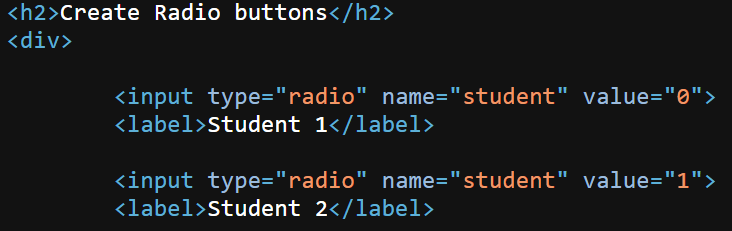 <h2>Create Radio buttons</h2>
<div>
<input type="radio" name="student" value="0">
<label>Student 1</label>
<input type="radio" name="student" value="1">
<label>Student 2</label>